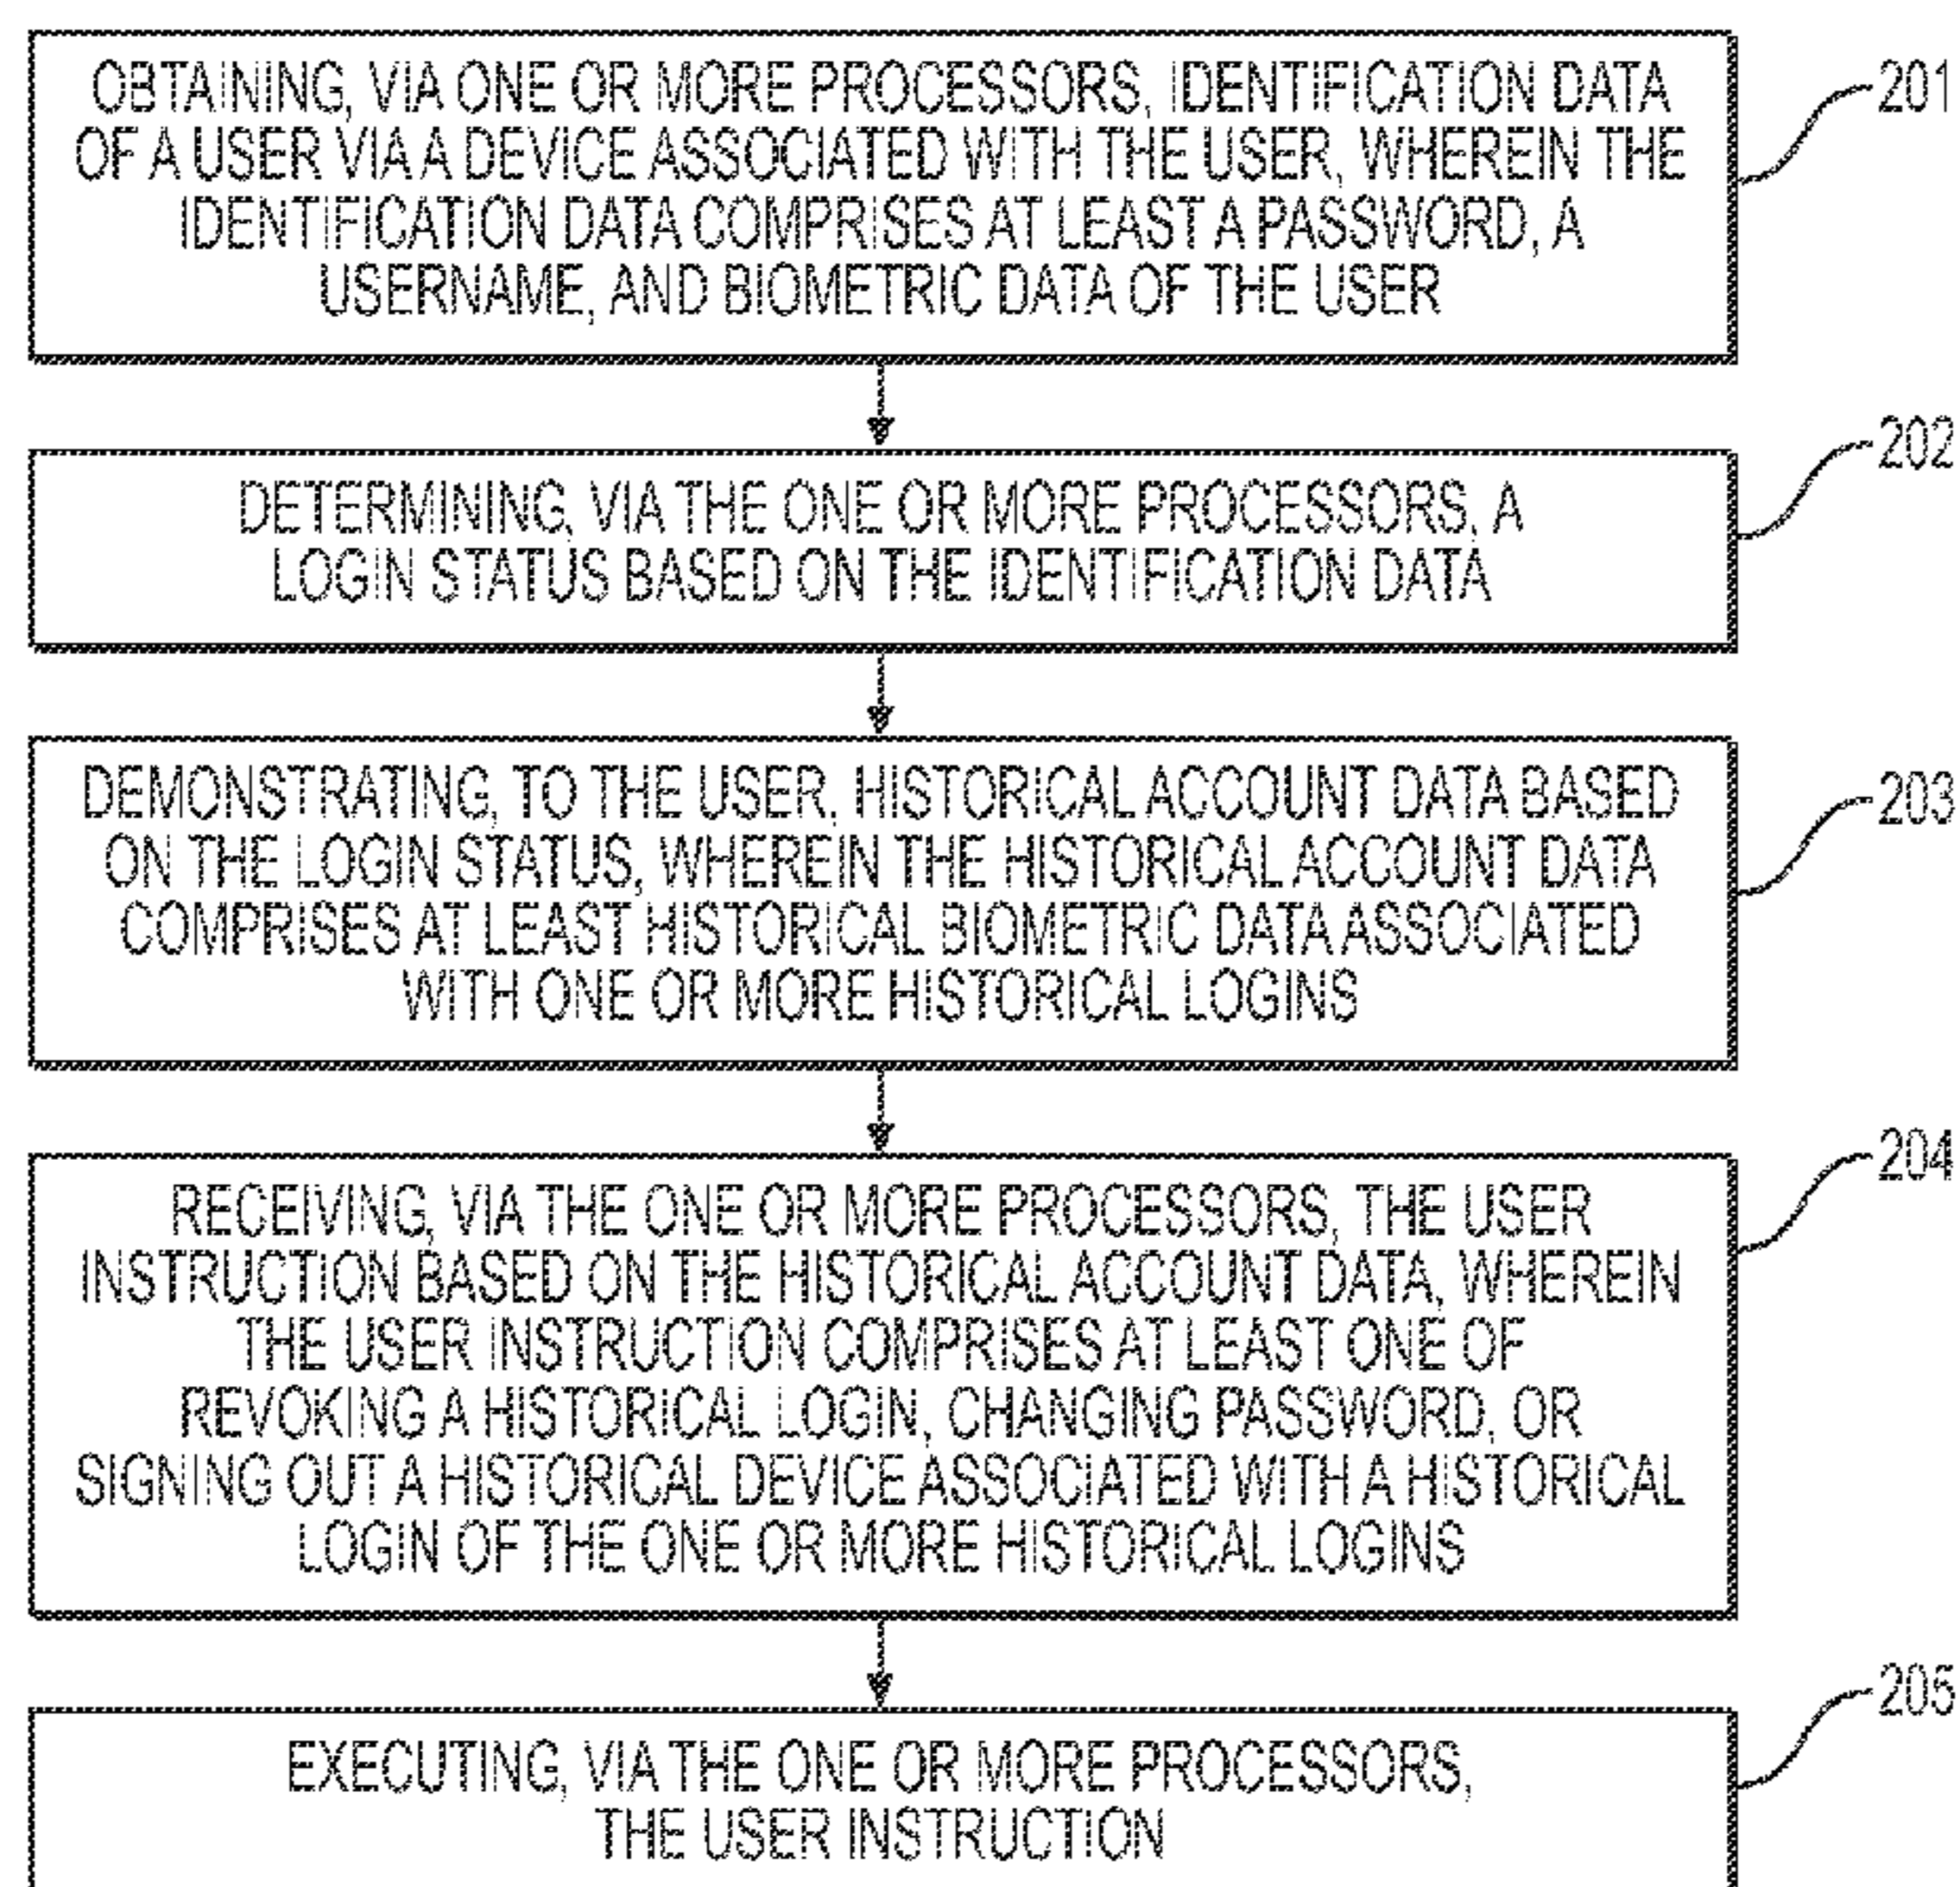 OBTAINING, VIA ONE OR MORE PROCESSORS, IDENTIFICATION DATA
OF A USER VIA A DEVICE ASSOCIATED WITH THE USER, WHEREIN THE
IDENTIFICATION DATA COMPRISES AT LEAST A PASSWORD, A
USERNAME, AND BIOMETRIC DATA OF THE USER
201
DETERMINING, VIA THE ONE OR MORE PROCESSORS, A
LOGIN STATUS BASED ON THE IDENTIFICATION DATA
202
DEMONSTRATING, TO THE USER, HISTORICAL ACCOUNT DATA BASED
ON THE LOGIN STATUS, WHEREIN THE HISTORICAL ACCOUNT DATA
COMPRISES AT LEAST HISTORICAL BIOMETRIC DATA ASSOCIATED
WITH ONE OR MORE HISTORICAL LOGINS
203
RECEIVING, VIA THE ONE OR MORE PROCESSORS, THE USER
INSTRUCTION BASED ON THE HISTORICAL ACCOUNT DATA, WHEREIN
THE USER INSTRUCTION COMPRISES AT LEAST ONE OF
REVOKING A HISTORICAL LOGIN, CHANGING PASSWORD, OR
SIGNING OUT A HISTORICAL DEVICE ASSOCIATED WITH A HISTORICAL
LOGIN OF THE ONE OR MORE HISTORICAL LOGINS
204
EXECUTING, VIA THE ONE OR MORE PROCESSORS,
THE USER INSTRUCTION
205